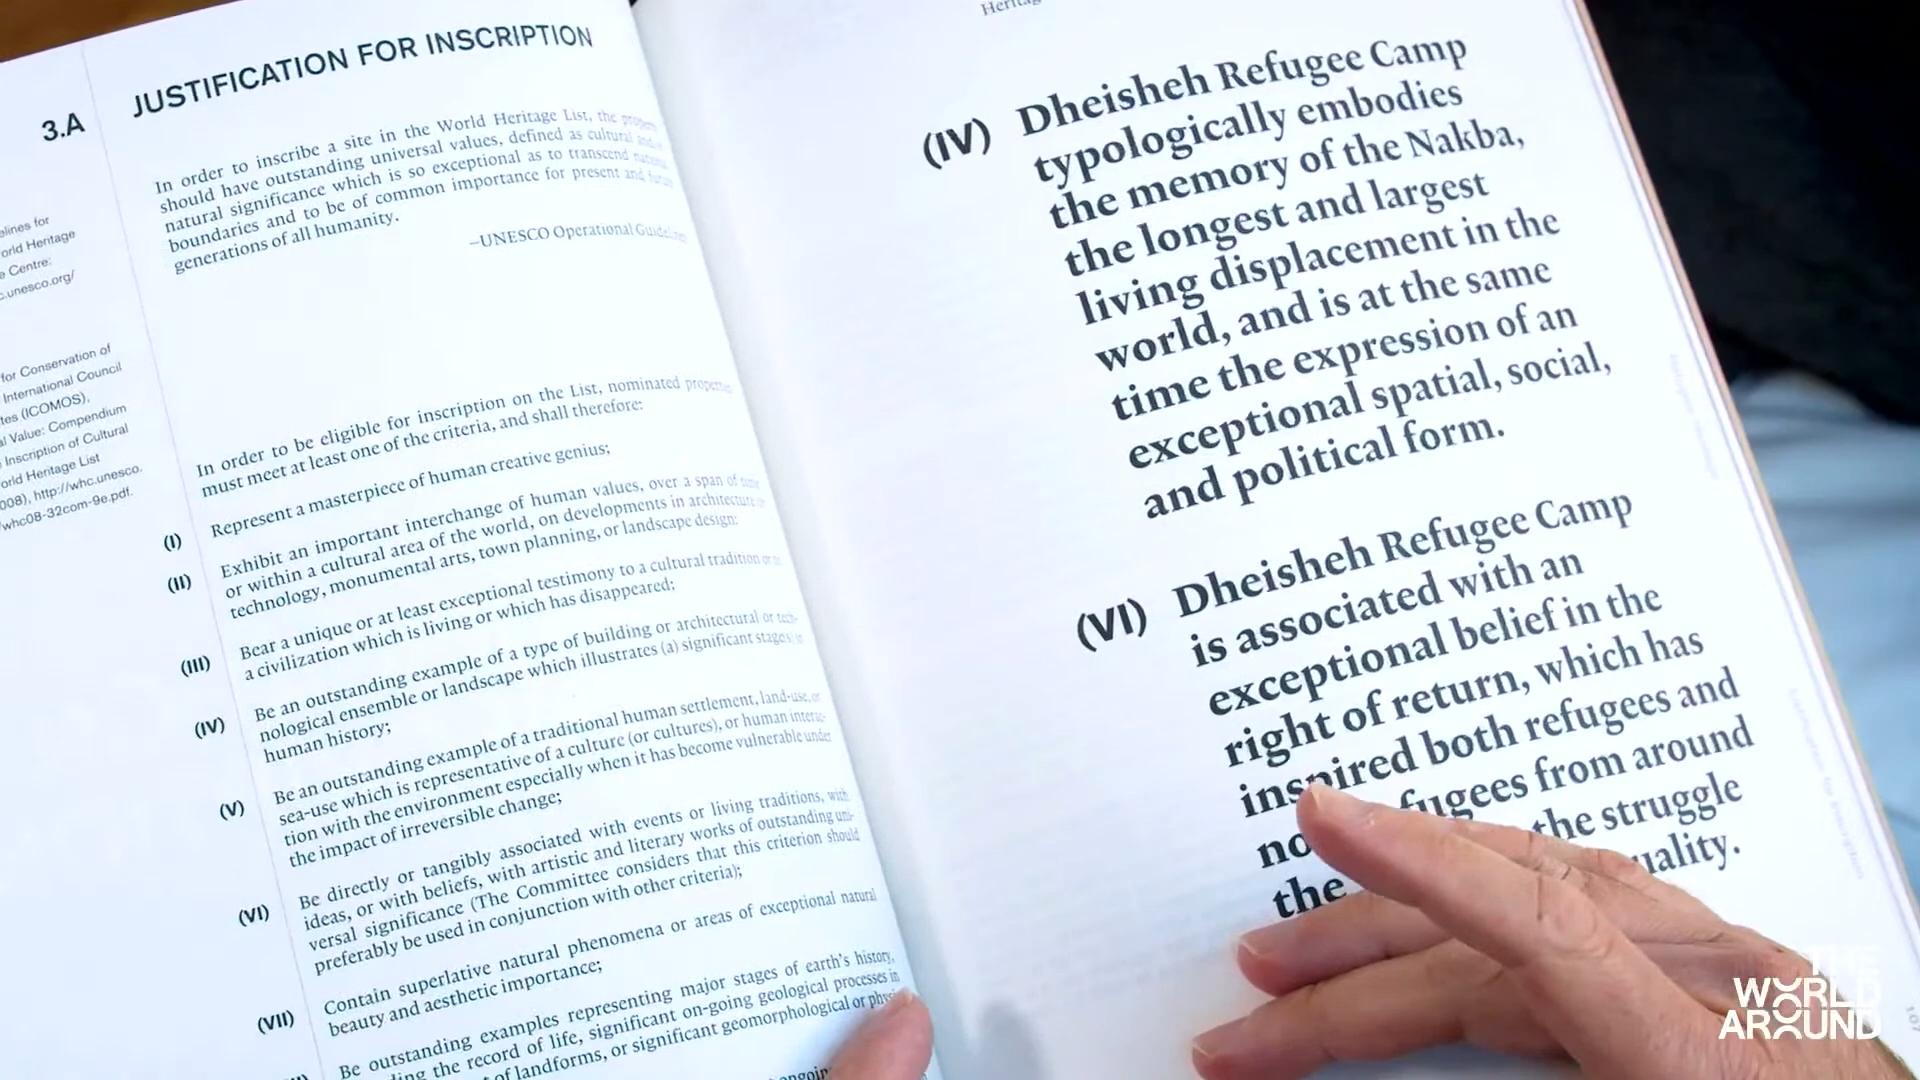 3.A
JUSTIFICATION FOR INSCRIPTION
In order to inscribe a site in the World Heritage List, the property
should have outstanding universal values, defined as cultural and/or
natural significance which is so exceptional as to transcend national
boundaries and to be of common importance for present and future
generations of all humanity.
–UNESCO Operational Guidelines
elines for
orld Heritage
e Centre:
c.unesco.org/
for Conservation of
International Council
tes (ICOMOS),
al Value: Compendium
Inscription of Cultural
orld Heritage List
008), http://whc.unesco.
/whc08-32com-9e.pdf.
In order to be eligible for inscription on the List, nominated properties
must meet at least one of the criteria, and shall therefore:
(I) Represent a masterpiece of human creative genius;
(II) Exhibit an important interchange of human values, over a span of time
or within a cultural area of the world, on developments in architecture or
technology, monumental arts, town planning, or landscape design;
(III) Bear a unique or at least exceptional testimony to a cultural tradition or to
a civilization which is living or which has disappeared;
(IV) Be an outstanding example of a type of building or architectural or tech-
nological ensemble or landscape which illustrates (a) significant stage(s) in
human history;
(V) Be an outstanding example of a traditional human settlement, land-use, or
sea-use which is representative of a culture (or cultures), or human interac-
tion with the environment especially when it has become vulnerable under
the impact of irreversible change;
(VI) Be directly or tangibly associated with events or living traditions, with
ideas, or with beliefs, with artistic and literary works of outstanding uni-
versal significance (The Committee considers that this criterion should
preferably be used in conjunction with other criteria);
(VII) Contain superlative natural phenomena or areas of exceptional natural
beauty and aesthetic importance;
Be outstanding examples representing major stages of earth's history,
ding the record of life, significant on-going geological processes in
t of landforms, or significant geomorphological or physi
Heritag
(IV) Dheisheh Refugee Camp
typologically embodies
the memory of the Nakba,
the longest and largest
living displacement in the
world, and is at the same
time the expression of an
exceptional spatial, social,
and political form.
(VI) Dheisheh Refugee Camp
is associated with an
exceptional belief in the
right of return, which has
inspired both refugees and
no fugees from around
the the struggle
uality.
THE
WORLD
AROUND